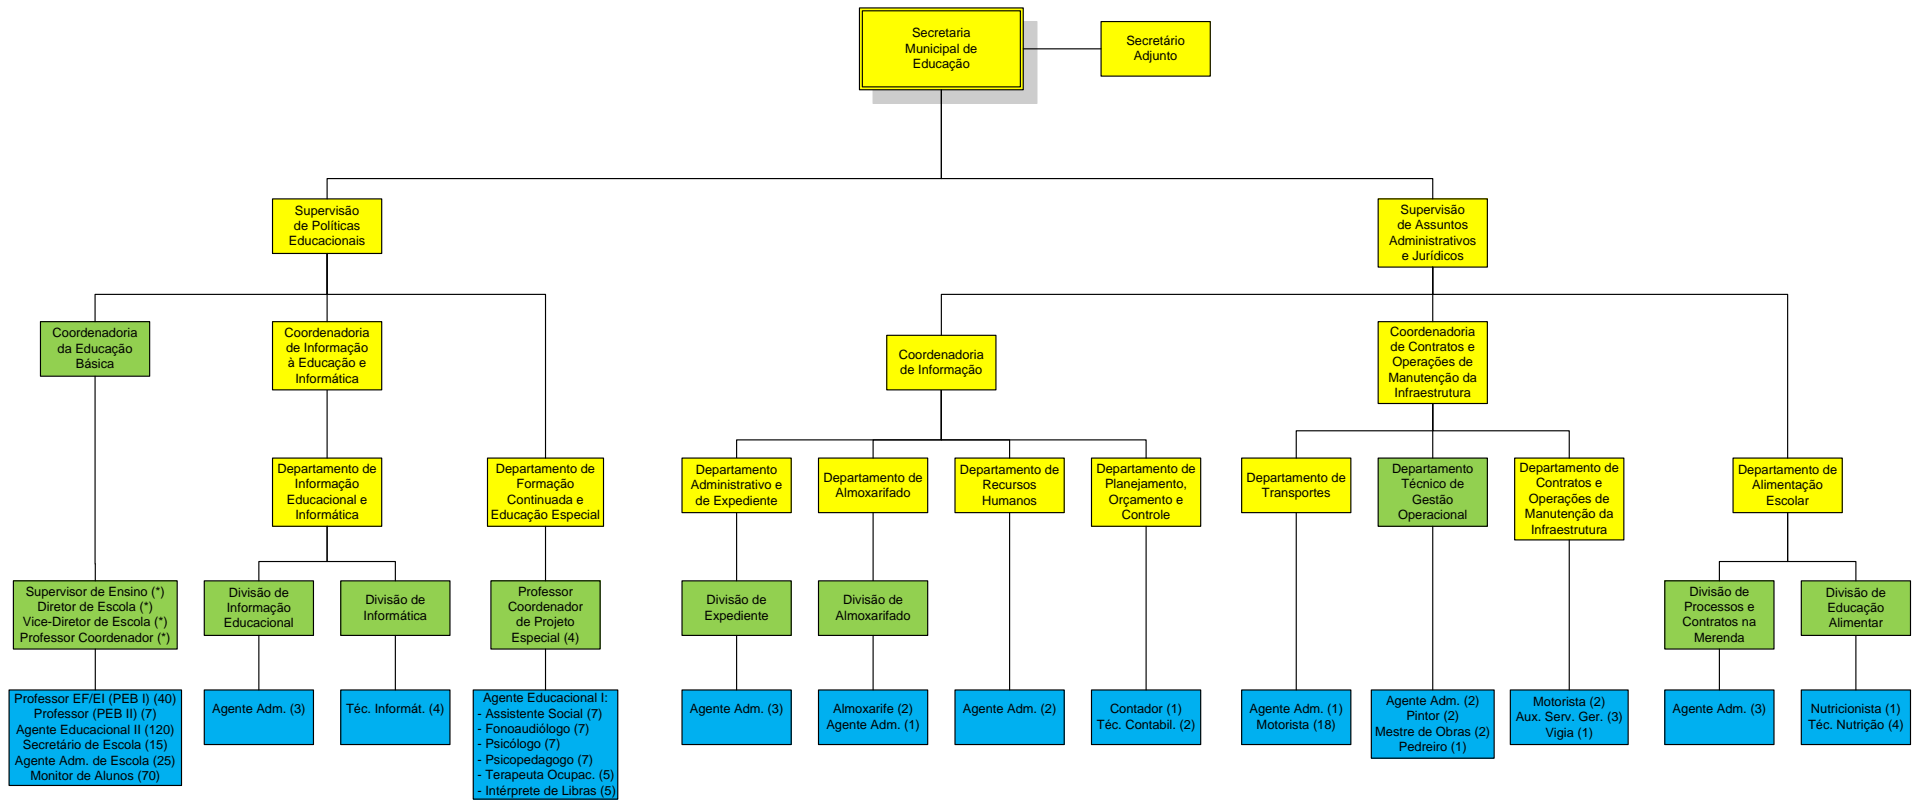 Secretaria
Municipal de
Educação
Secretário
Adjunto
Supervisão
de Políticas
Educacionais
Supervisão
de Assuntos
Administrativos
e Jurídicos
Coordenadoria
da Educação
Básica
Coordenadoria
de Informação
à Educação e
Informática
Coordenadoria
de Informação
Coordenadoria
de Contratos e
Operações de
Manutenção da
Infraestrutura
Departamento de
Informação
Educacional e
Informática
Departamento de
Formação
Continuada e
Educação Especial
Departamento
Administrativo e
de Expediente
Departamento de
Almoxarifado
Departamento de
Recursos
Humanos
Departamento de
Planejamento,
Orçamento e
Controle
Departamento de
Transportes
Departamento
Técnico de
Gestão
Operacional
Departamento de
Contratos e
Operações de
Manutenção da
Infraestrutura
Departamento de
Alimentação
Escolar
Supervisor de Ensino (*)
Diretor de Escola (*)
Vice-Diretor de Escola (*)
Professor Coordenador (*)
Divisão de
Informação
Educacional
Divisão de
Informática
Professor
Coordenador
de Projeto
Especial (4)
Divisão de
Expediente
Divisão de
Almoxarifado
Divisão de
Processos e
Contratos na
Merenda
Divisão de
Educação
Alimentar
Professor EF/EI (PEB I) (40)
Professor (PEB II) (7)
Agente Educacional II (120)
Secretário de Escola (15)
Agente Adm. de Escola (25)
Monitor de Alunos (70)
Agente Adm. (3)
Téc. Informát. (4)
Agente Educacional I:
- Assistente Social (7)
- Fonoaudiólogo (7)
- Psicólogo (7)
- Psicopedagogo (7)
- Terapeuta Ocupac. (5)
- Intérprete de Libras (5)
Agente Adm. (3)
Almoxarife (2)
Agente Adm. (1)
Agente Adm. (2)
Contador (1)
Téc. Contabil. (2)
Agente Adm. (1)
Motorista (18)
Agente Adm. (2)
Pintor (2)
Mestre de Obras (2)
Pedreiro (1)
Motorista (2)
Aux. Serv. Ger. (3)
Vigia (1)
Agente Adm. (3)
Nutricionista (1)
Téc. Nutrição (4)